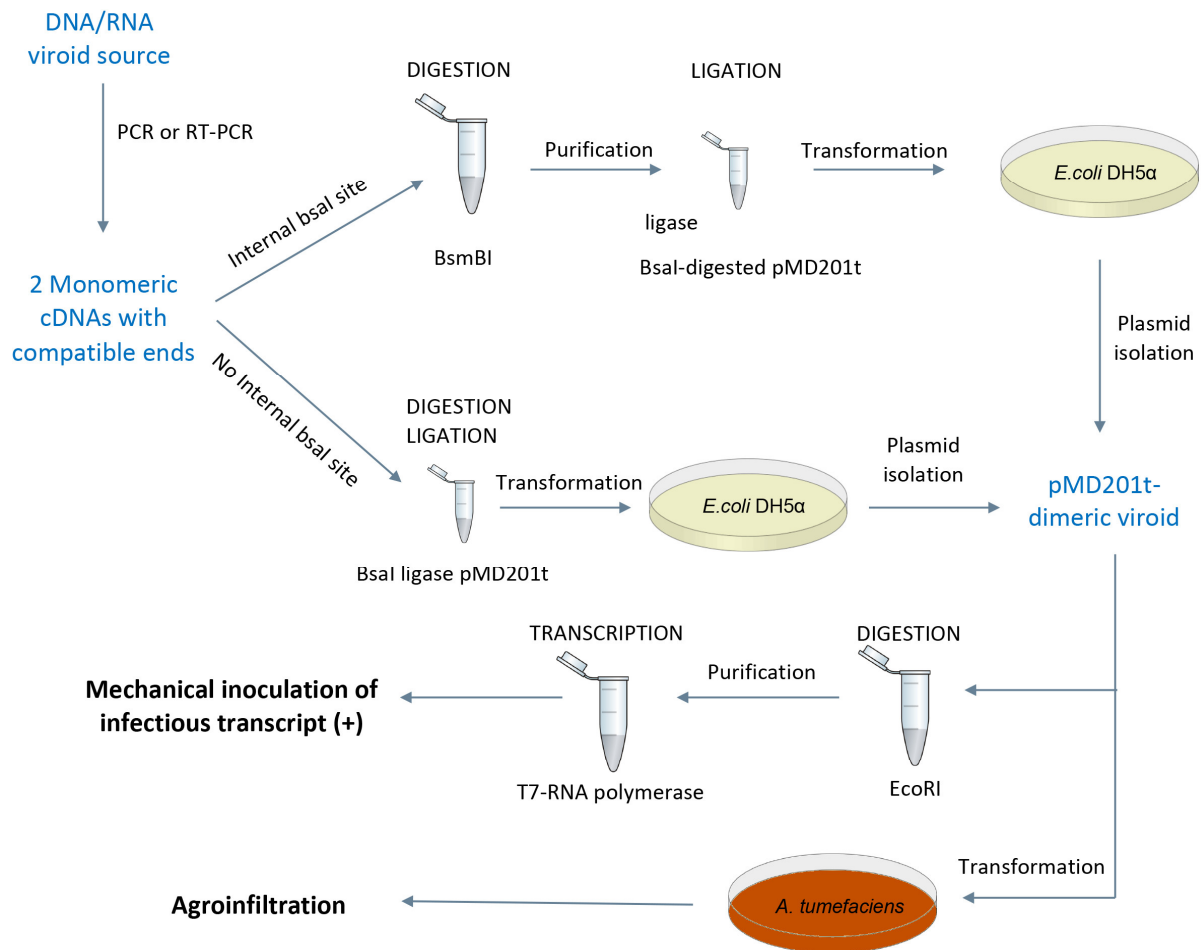 DNA/RNA
viroid source
PCR or RT-PCR
2 Monomeric
cDNAs with
compatible ends
Internal bsaI site
DIGESTION
BsmBI
Purification
LIGATION
ligase
BsaI-digested pMD201t
Transformation
E.coli DH5α
Plasmid
isolation
No Internal bsaI site
DIGESTION
LIGATION
BsaI ligase pMD201t
Transformation
E.coli DH5α
Plasmid
isolation
pMD201t-
dimeric viroid
DIGESTION
EcoRI
Purification
TRANSCRIPTION
T7-RNA polymerase
Mechanical inoculation of
infectious transcript (+)
Transformation
A. tumefaciens
Agroinfiltration